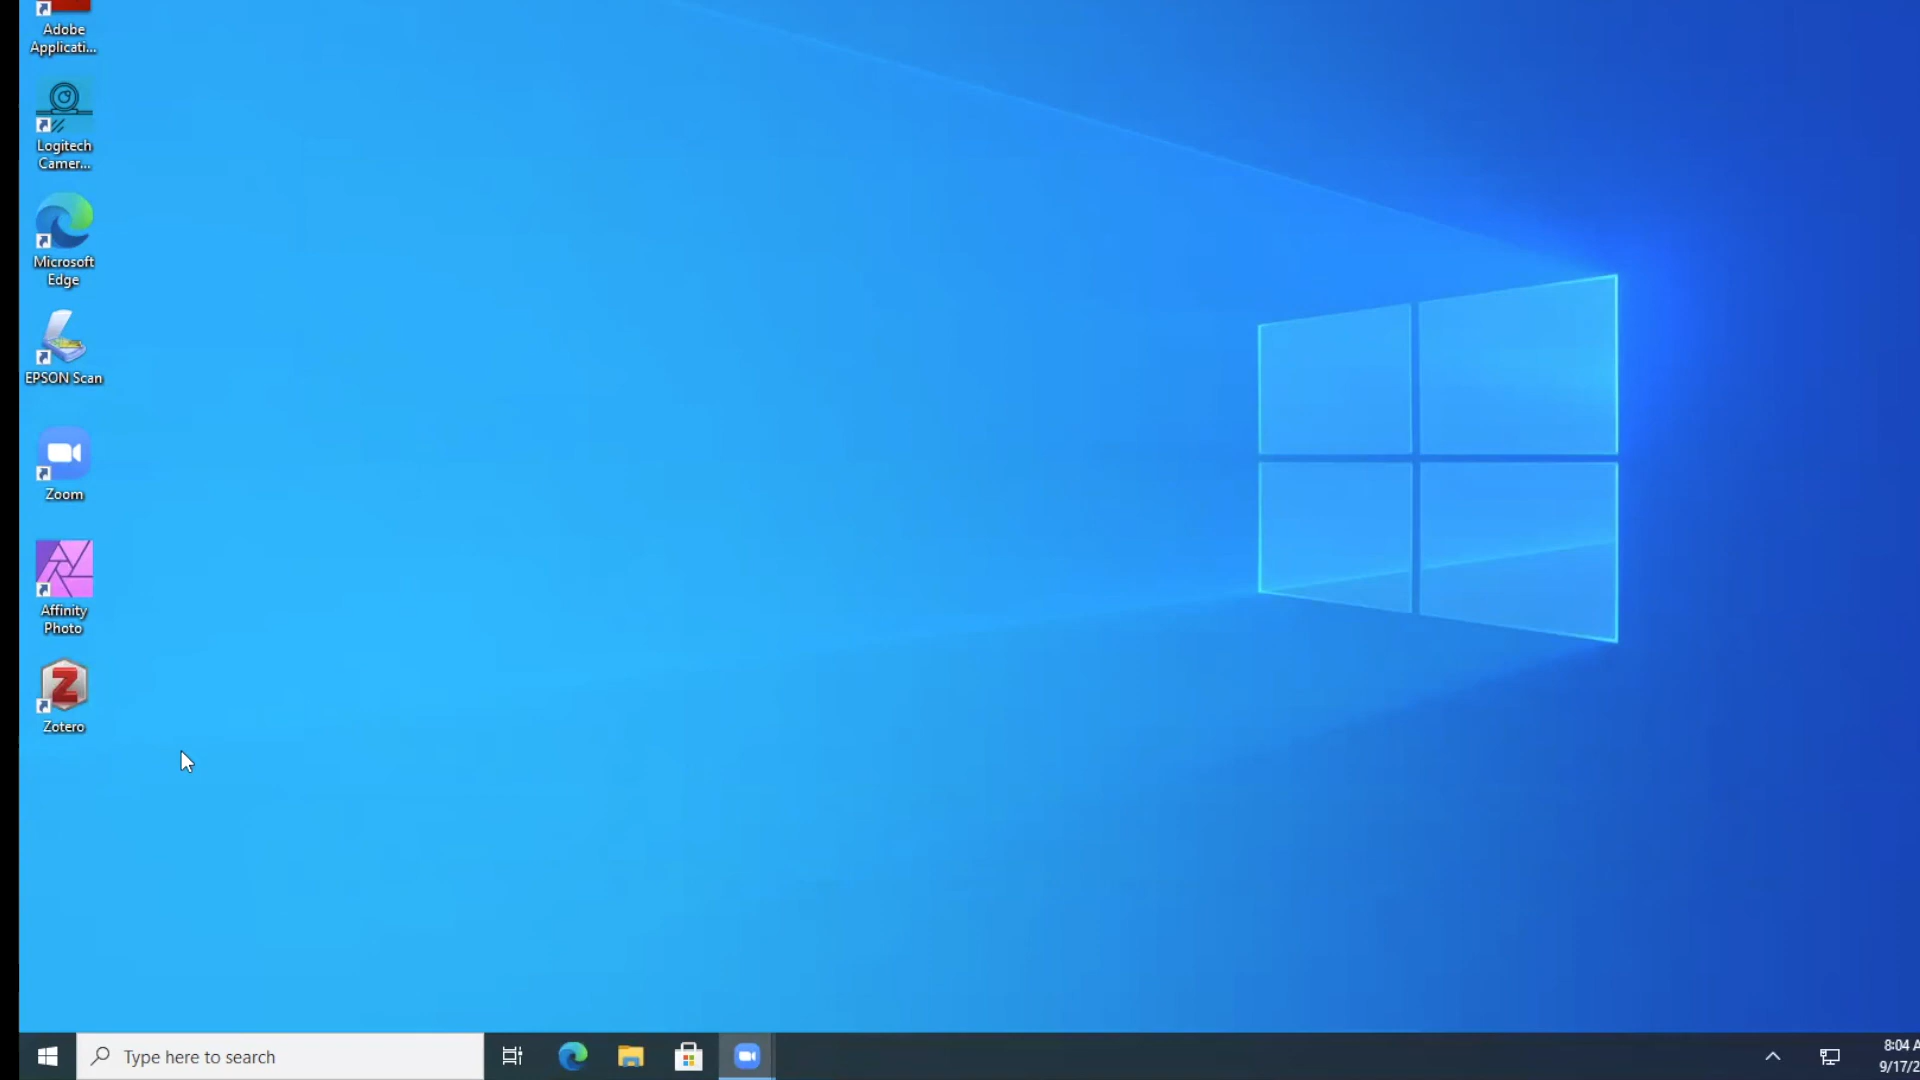 Adobe
Applicati...
Logitech
Camer...
Microsoft
Edge
EPSON Scan
Zoom
Affinity
Photo
Z
Zotero
Type here to search
8:04 A
9/17/2